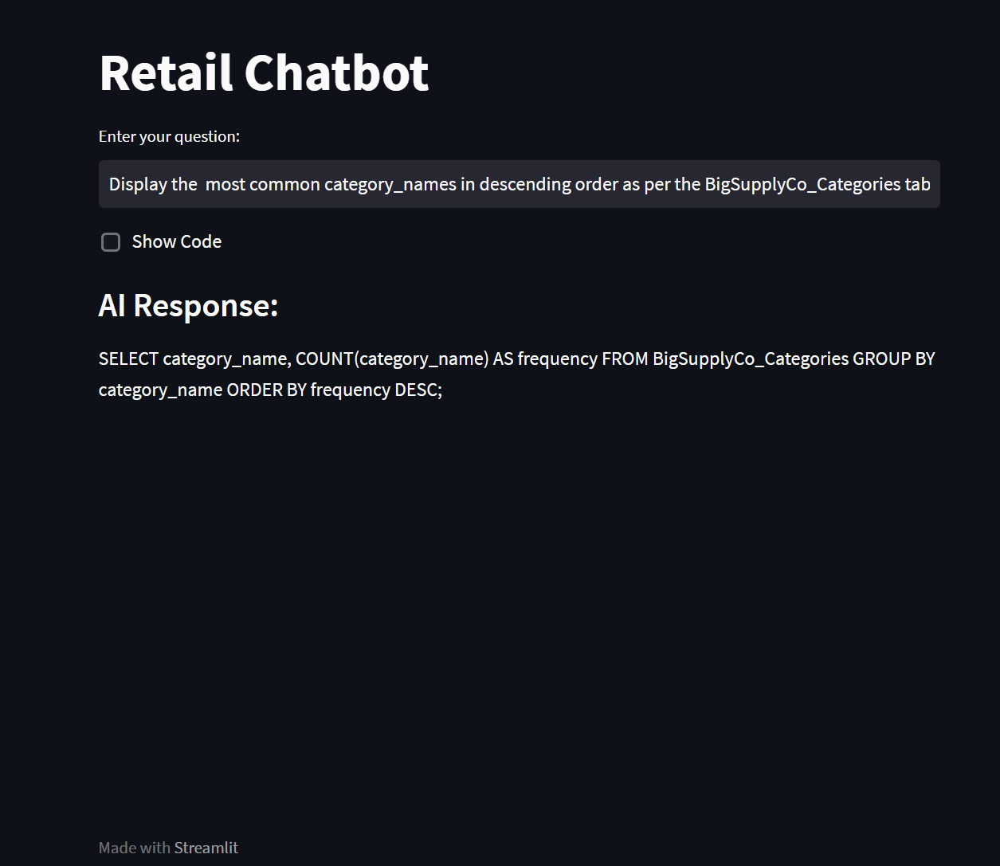 Retail Chatbot
Enter your question:
Display the  most common category_names in descending order as per the BigSupplyCo_Categories tab
Show Code
AI Response:
SELECT category_name, COUNT(category_name) AS frequency FROM BigSupplyCo_Categories GROUP BY
category_name ORDER BY frequency DESC;
Made with Streamlit